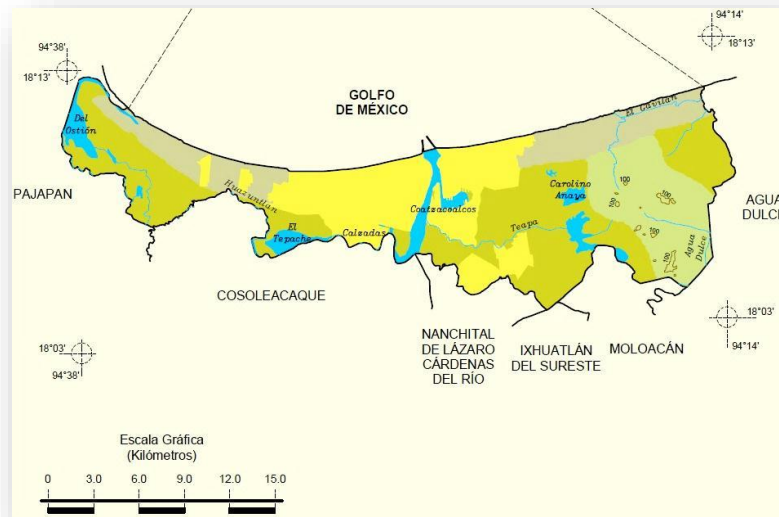 94°14'
18°13'
94°38'
18°13'
GOLFO
DE MÉXICO
El Gavilán
Del
Ostión
100
Carolino
Anaya
100
PAJAPAN
Huazuntlán
AGUA
DULCE
Coatzacoalcos
El
Tepache
Calzadas
Teapa
100
Agua
Dulce
100
COSOLEACAQUE
18°03'
94°14'
NANCHITAL
DE LÁZARO
CÁRDENAS
DEL RÍO
IXHUATLÁN
DEL SURESTE
MOLOACÁN
18°03'
94°38'
Escala Gráfica
(Kilómetros)
0 3.0 6.0 9.0 12.0 15.0